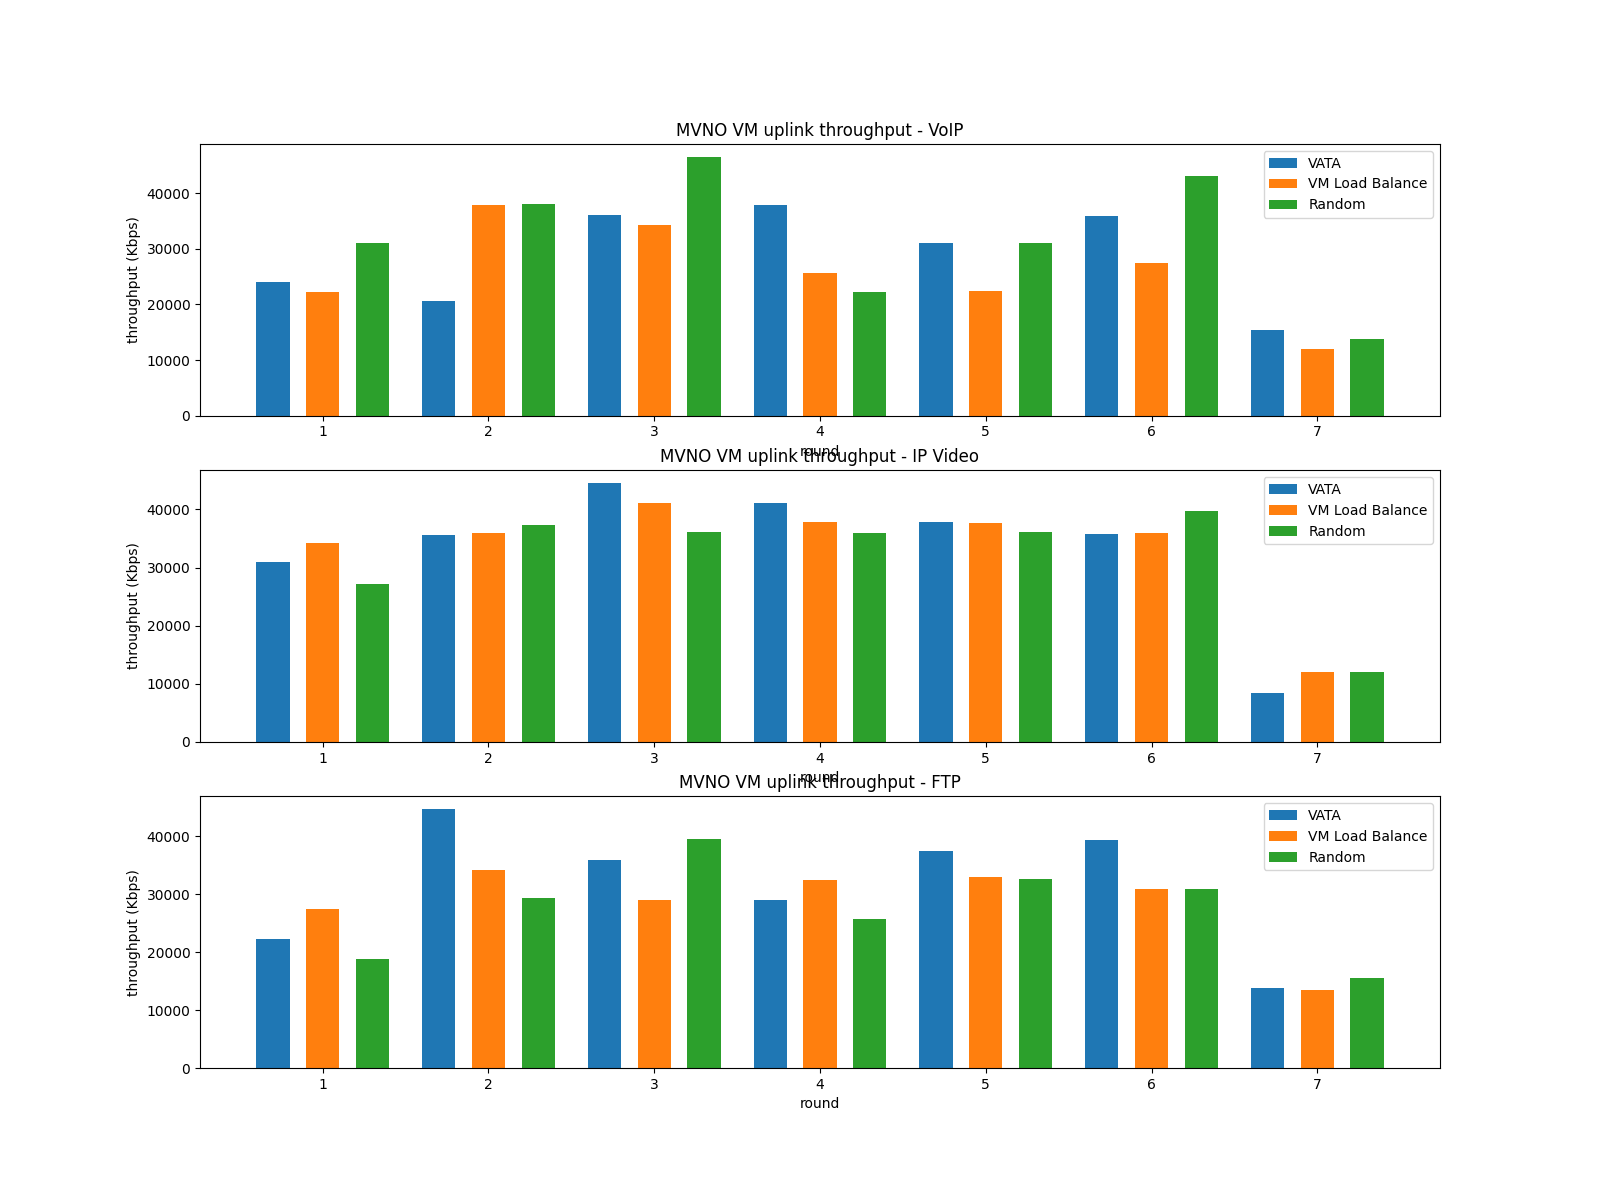 MVNO VM uplink throughput - VoIP
throughput (Kbps)
40000
30000
20000
10000
0
VATA
VM Load Balance
Random
1 2 3 4 5 6 7
round
MVNO VM uplink throughput - IP Video
throughput (Kbps)
40000
30000
20000
10000
0
VATA
VM Load Balance
Random
1 2 3 4 5 6 7
round
MVNO VM uplink throughput - FTP
throughput (Kbps)
40000
30000
20000
10000
0
VATA
VM Load Balance
Random
1 2 3 4 5 6 7
round